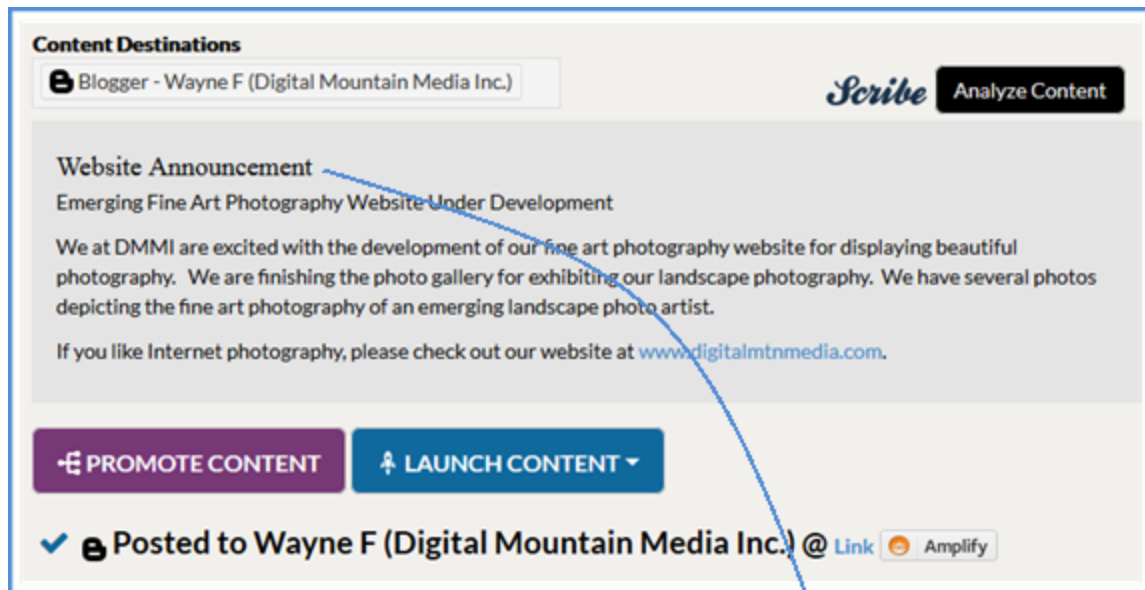 Content Destinations
Blogger - Wayne F (Digital Mountain Media Inc.)
Scribe Analyze Content
Website Announcement
Emerging Fine Art Photography Website Under Development
We at DMMI are excited with the development of our fine art photography website for displaying beautiful
photography. We are finishing the photo gallery for exhibiting our landscape photography. We have several photos
depicting the fine art photography of an emerging landscape photo artist.
If you like Internet photography, please check out our website at www.digitalmtnmedia.com.
PROMOTE CONTENT LAUNCH CONTENT
Posted to Wayne F (Digital Mountain Media Inc.) @ Link Amplify